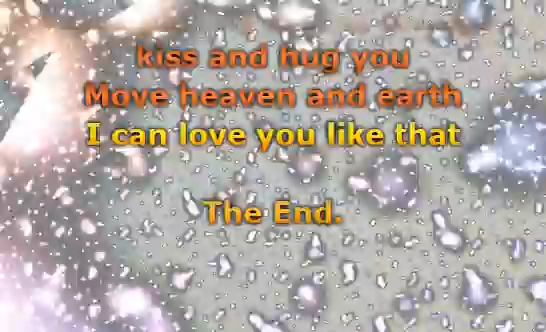 kiss and hug you
Move heaven and earth
I can love you like that
The End.